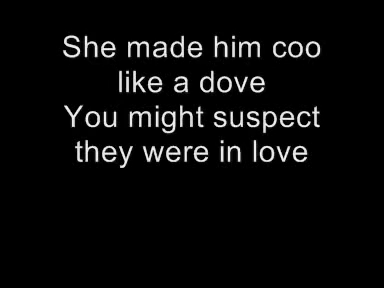 She made him coo
like a dove
You might suspect
they were in love